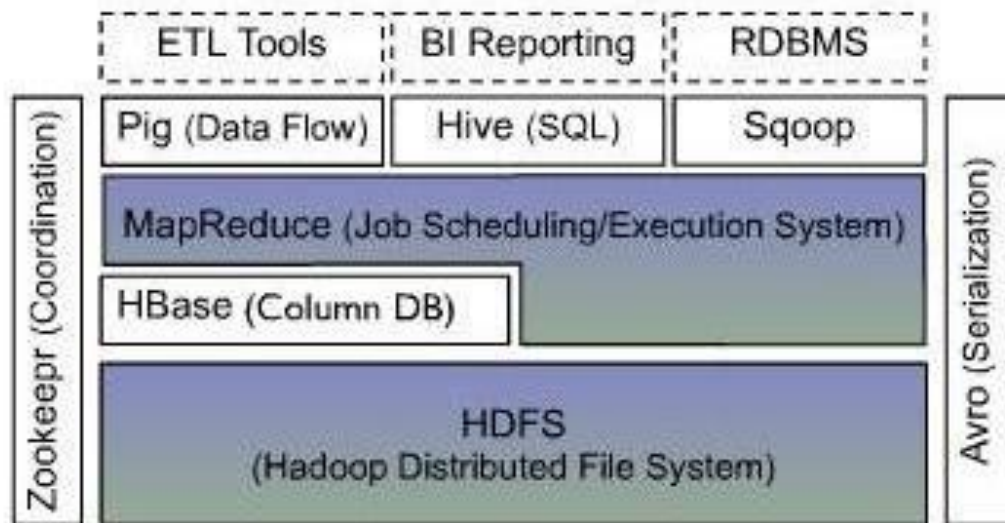 ETL Tools
BI Reporting
RDBMS
Pig (Data Flow)
Hive (SQL)
Sqoop
MapReduce (Job Scheduling/Execution System)
HBase (Column DB)
HDFS
(Hadoop Distributed File System)
Zookeepr (Coordination)
Avro (Serialization)